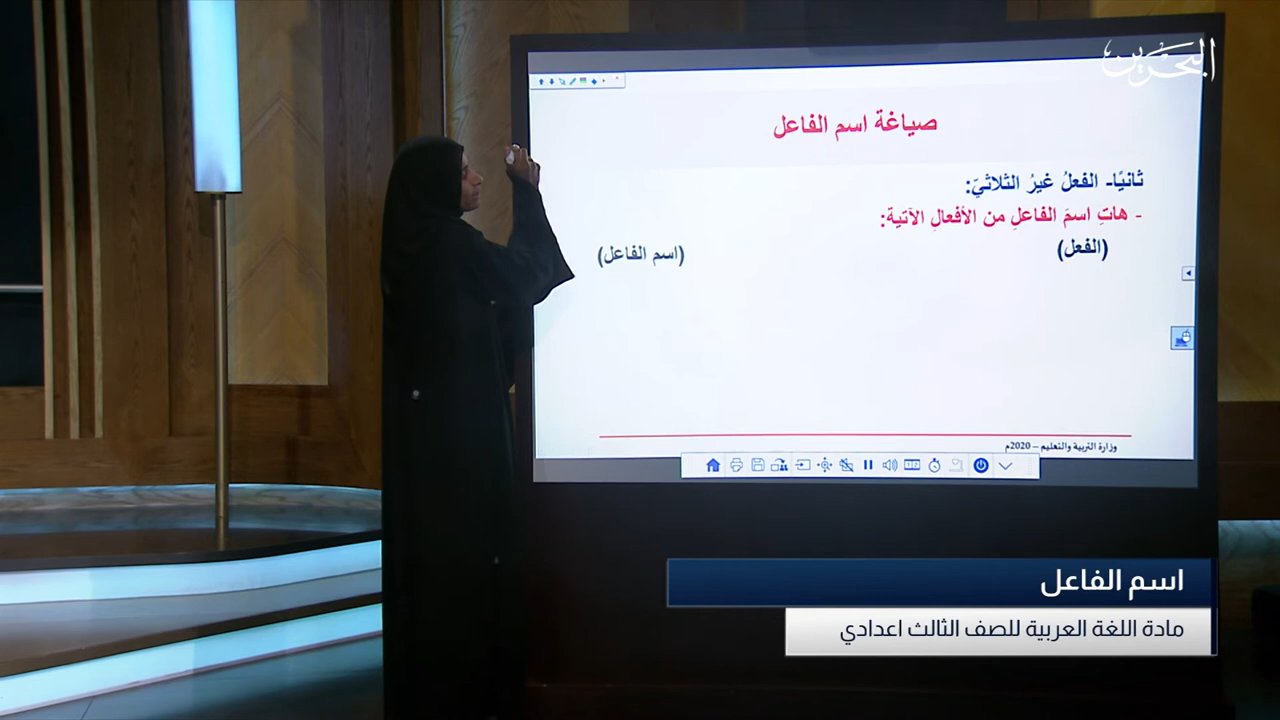 البحرين
صياغة اسم الفاعل
ثانيًا- الفعلُ غيرُ الثلاثيّ:
- هاتِ اسمَ الفاعلِ من الأفعالِ الآتية:
(الفعل) (اسم الفاعل)
وزارة التربية والتعليم – 2020م
اسم الفاعل
مادة اللغة العربية للصف الثالث اعدادي